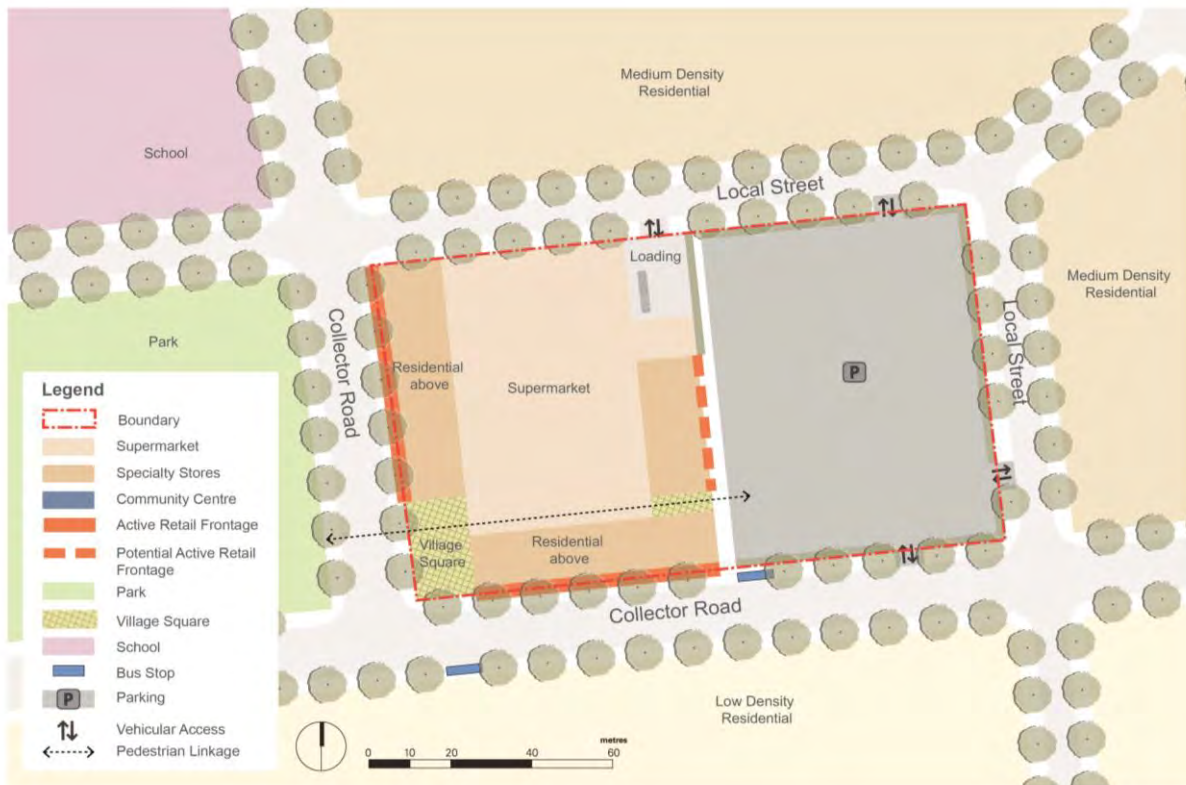 Medium Density
Residential
School
Local Street
Loading
Medium Density
Residential
Park
Collector Road
Local Street
Residential
above
Supermarket
P
Village
Square
Residential
above
Collector Road
Low Density
Residential
Legend
Boundary
Supermarket
Specialty Stores
Community Centre
Active Retail Frontage
Potential Active Retail
Frontage
Park
Village Square
School
Bus Stop
P Parking
Vehicular Access
Pedestrian Linkage
metres
0 10 20 40 60